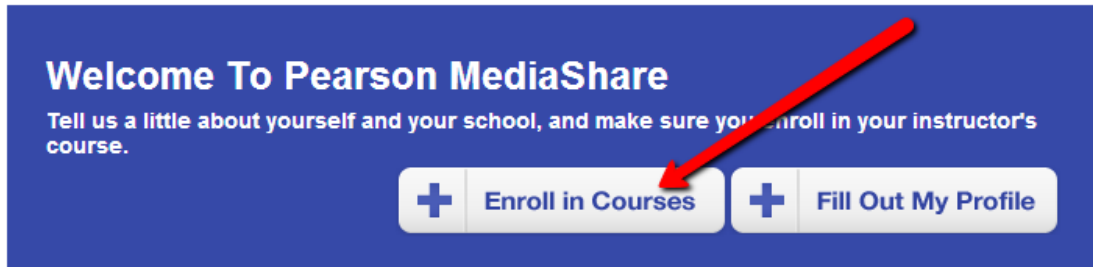 Welcome To Pearson MediaShare
Tell us a little about yourself and your school, and make sure you enroll in your instructor's
course.
Enroll in Courses
Fill Out My Profile